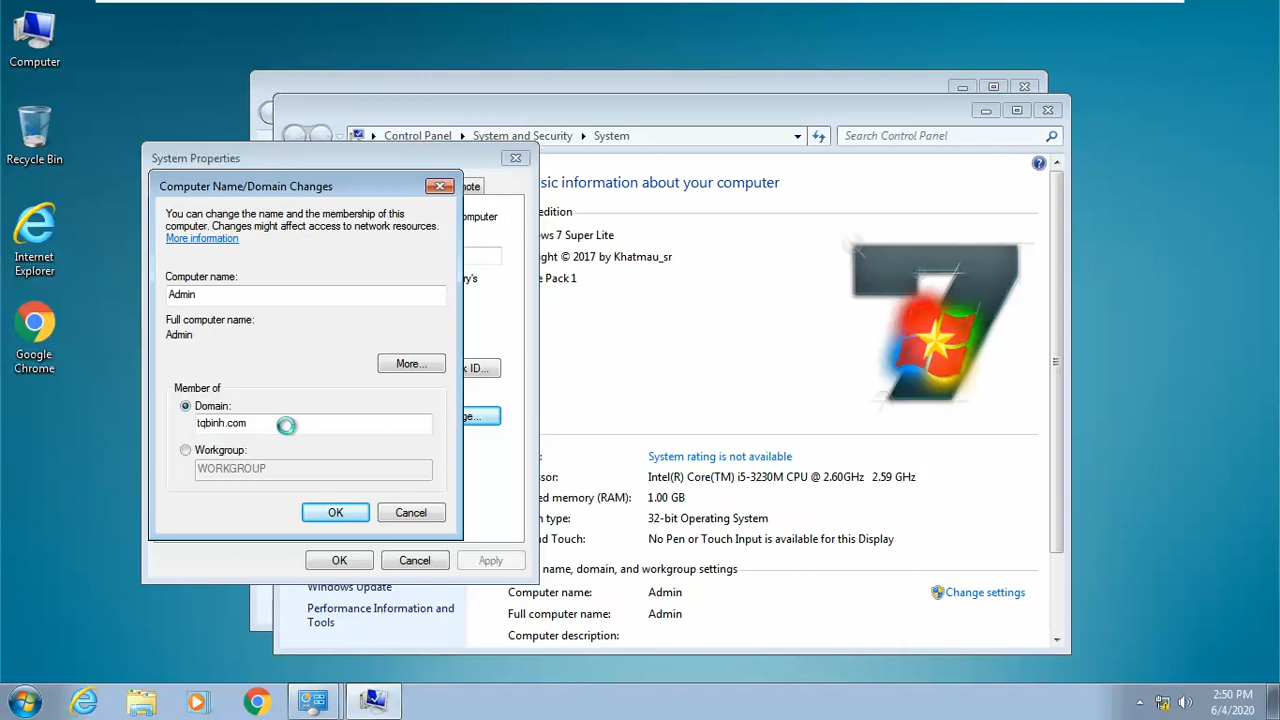 Computer
Recycle Bin
Internet
Explorer
Google
Chrome
Control Panel
System and Security
System
Search Control Panel
System Properties
Computer Name/Domain Changes
You can change the name and the membership of this
computer. Changes might affect access to network resources.
More information
Computer name:
Admin
Full computer name:
Admin
More...
Member of
Domain:
tqbinh.com
Workgroup:
WORKGROUP
OK
Cancel
OK
Cancel
Apply
note
omputer
ry's
k ID...
ge...
sic information about your computer
edition
ws 7 Super Lite
ght © 2017 by Khatmau_sr
e Pack 1
7
System rating is not available
sor:
Intel(R) Core(TM) i5-3230M CPU @ 2.60GHz 2.59 GHz
ed memory (RAM):
1.00 GB
m type:
32-bit Operating System
nd Touch:
No Pen or Touch Input is available for this Display
name, domain, and workgroup settings
Computer name:
Admin
Change settings
Full computer name:
Admin
Computer description:
Windows Update
Performance Information and
Tools
2:50 PM
6/4/2020